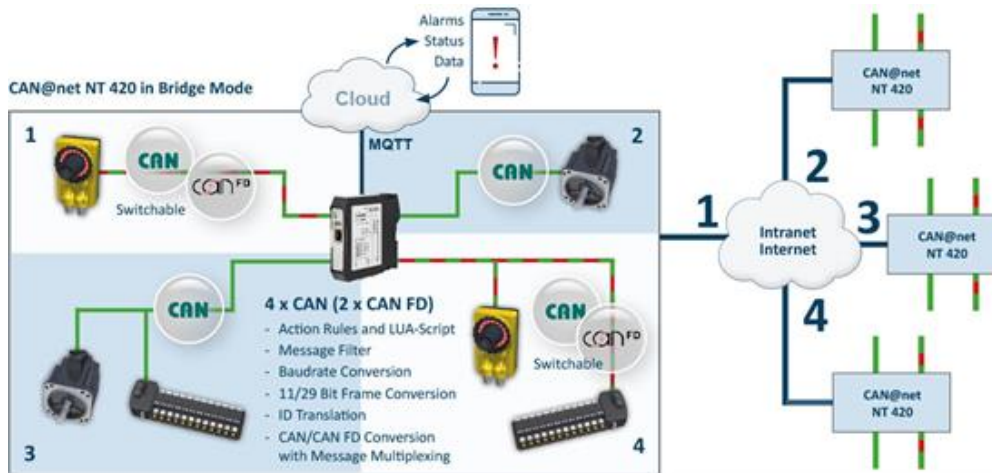 Alarms
Status
Data
CAN@net NT 420 in Bridge Mode
Cloud
MQTT
1
CAN
CAN FD
Switchable
2
CAN
3
CAN
4 x CAN (2 x CAN FD)
- Action Rules and LUA-Script
- Message Filter
- Baudrate Conversion
- 11/29 Bit Frame Conversion
- ID Translation
- CAN/CAN FD Conversion
with Message Multiplexing
CAN
CAN FD
Switchable
4
1
Intranet
Internet
2
3
4
CAN@net
NT 420
CAN@net
NT 420
CAN@net
NT 420